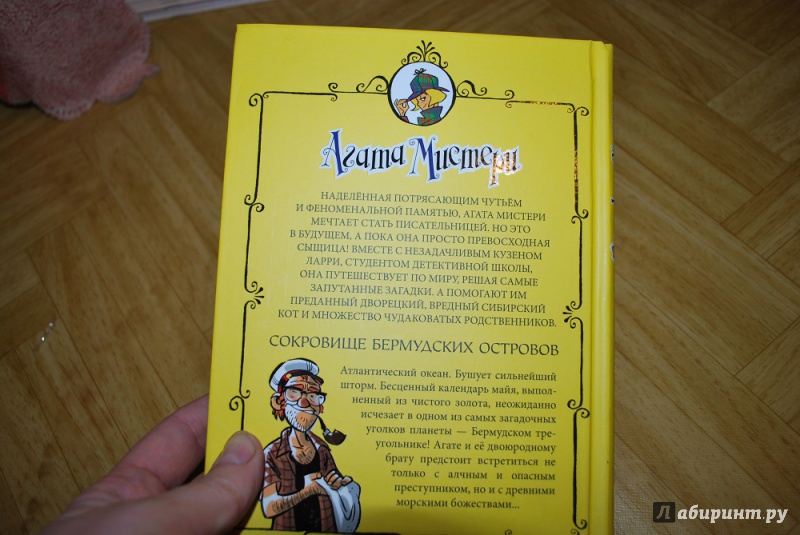 Агата Мистери
НАДЕЛЁННАЯ ПОТРЯСАЮЩИМ ЧУТЬЁМ
И ФЕНОМЕНАЛЬНОЙ ПАМЯТЬЮ, АГАТА МИСТЕРИ
МЕЧТАЕТ СТАТЬ ПИСАТЕЛЬНИЦЕЙ. НО ЭТО
В БУДУЩЕМ, А ПОКА ОНА ПРОСТО ПРЕВОСХОДНАЯ
СЫЩИЦА! ВМЕСТЕ С НЕЗАДАЧЛИВЫМ КУЗЕНОМ
ЛАРРИ, СТУДЕНТОМ ДЕТЕКТИВНОЙ ШКОЛЫ,
ОНА ПУТЕШЕСТВУЕТ ПО МИРУ, РЕШАЯ САМЫЕ
ЗАПУТАННЫЕ ЗАГАДКИ. А ПОМОГАЮТ ИМ
ПРЕДАННЫЙ ДВОРЕЦКИЙ, ВРЕДНЫЙ СИБИРСКИЙ
КОТ И МНОЖЕСТВО ЧУДАКОВАТЫХ РОДСТВЕННИКОВ.
СОКРОВИЩЕ БЕРМУДСКИХ ОСТРОВОВ
Атлантический океан. Бушует сильнейший
шторм. Бесценный календарь майя, выпол-
ненный из чистого золота, неожиданно
исчезает в одном из самых загадочных
уголков планеты — Бермудском тре-
угольнике! Агате и её двоюродному
брату предстоит встретиться не
только с алчным и опасным
преступником, но и с древними
морскими божествами...
Лабиринт.ру